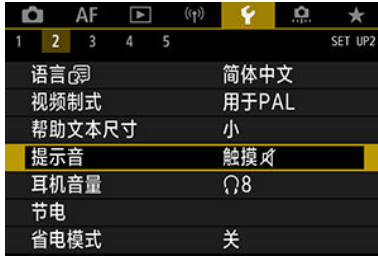 AF
1 2 3 4 5 SET UP2
语言
简体中文
视频制式 用于PAL
帮助文本尺寸 小
提示音 触摸
耳机音量 8
节电
省电模式 关